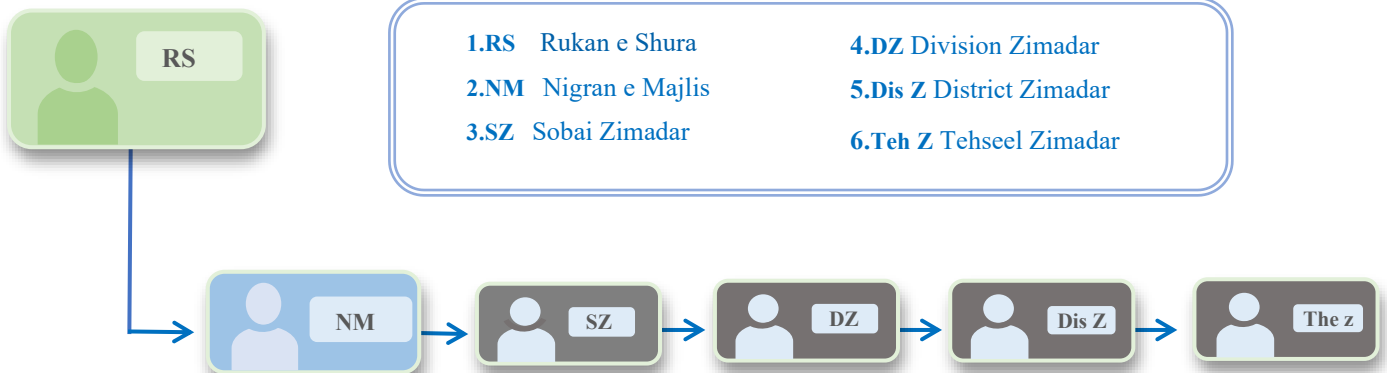 RS
1.RS Rukan e Shura
2.NM Nigran e Majlis
3.SZ Sobai Zimadar
4.DZ Division Zimadar
5.Dis Z District Zimadar
6.Teh Z Tehseel Zimadar
NM
SZ
DZ
Dis Z
The z